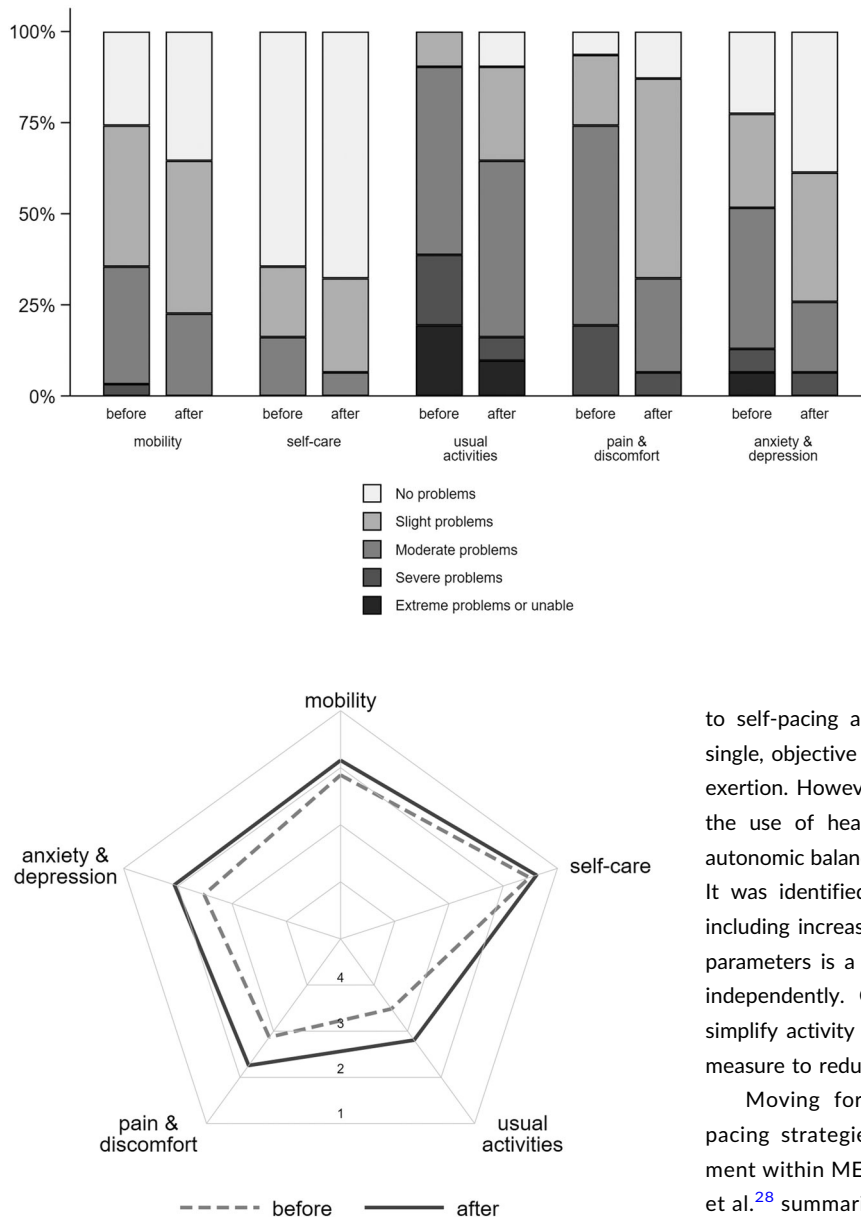 100%
75%
50%
25%
0%
before after before after before after before after before after
mobility self-care usual activities pain & discomfort anxiety & depression
No problems
Slight problems
Moderate problems
Severe problems
Extreme problems or unable
mobility
anxiety &
depression
self-care
4
3
2
1
pain &
discomfort
usual
activities
before after
to self-pacing a
single, objective
exertion. Howev
the use of hea
autonomic balan
It was identified
including increas
parameters is a
independently.
simplify activity
measure to redu
Moving for
pacing strategie
ment within ME
et al.28 summari